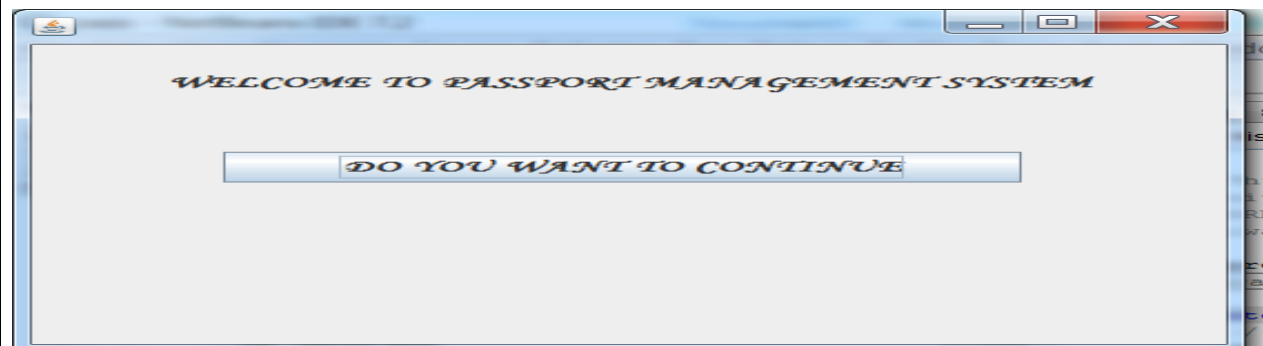 WELCOME TO PASSPORT MANAGEMENT SYSTEM
DO YOU WANT TO CONTINUE